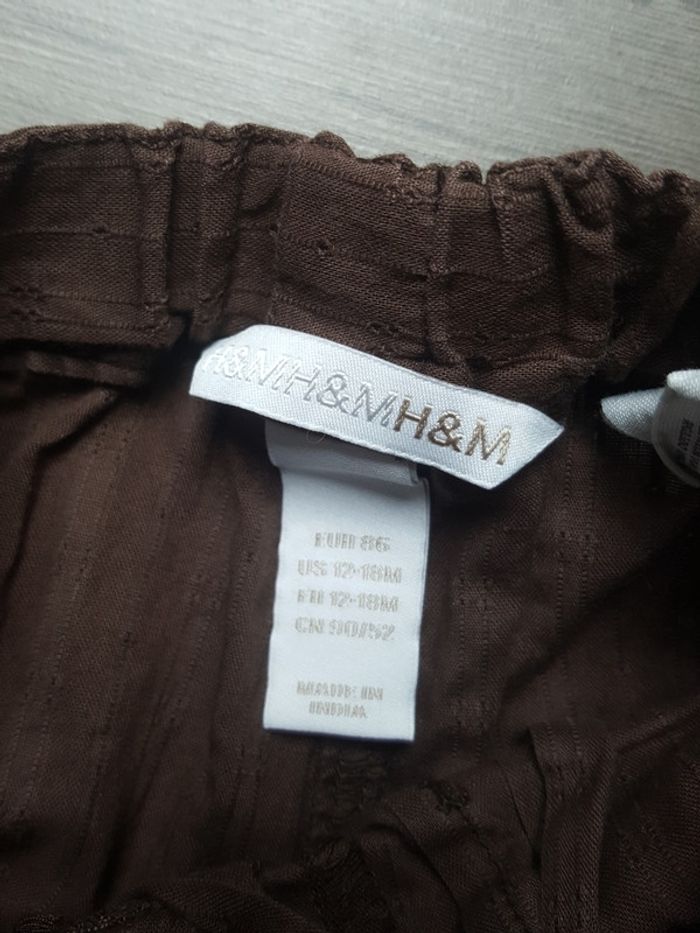 H&MH&MH&M
EUR 86
US 12-18M
FR 12-18M
CN 90/52
MADE IN
INDIA